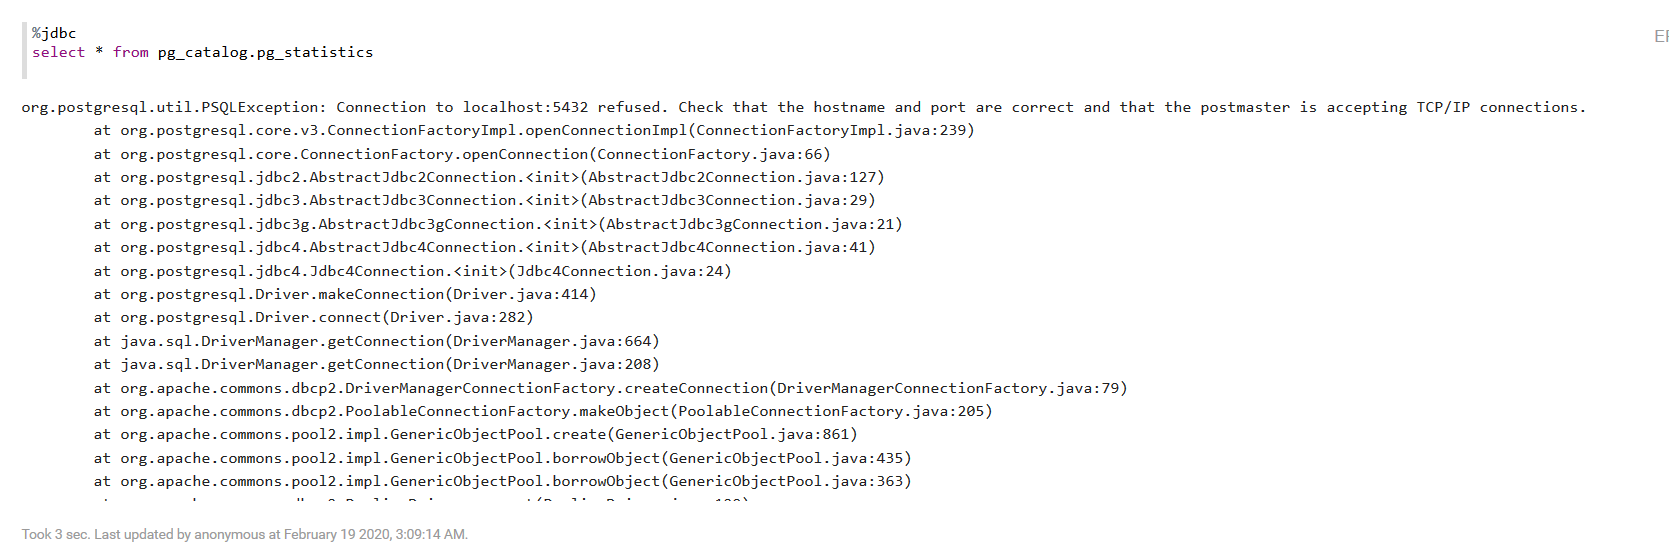 %jdbc
select * from pg_catalog.pg_statistics
org.postgresql.util.PSQLException: Connection to localhost:5432 refused. Check that the hostname and port are correct and that the postmaster is accepting TCP/IP connections.
at org.postgresql.core.v3.ConnectionFactoryImpl.openConnectionImpl(ConnectionFactoryImpl.java:239)
at org.postgresql.core.ConnectionFactory.openConnection(ConnectionFactory.java:66)
at org.postgresql.jdbc2.AbstractJdbc2Connection.<init>(AbstractJdbc2Connection.java:127)
at org.postgresql.jdbc3.AbstractJdbc3Connection.<init>(AbstractJdbc3Connection.java:29)
at org.postgresql.jdbc3g.AbstractJdbc3gConnection.<init>(AbstractJdbc3gConnection.java:21)
at org.postgresql.jdbc4.AbstractJdbc4Connection.<init>(AbstractJdbc4Connection.java:41)
at org.postgresql.jdbc4.Jdbc4Connection.<init>(Jdbc4Connection.java:24)
at org.postgresql.Driver.makeConnection(Driver.java:414)
at org.postgresql.Driver.connect(Driver.java:282)
at java.sql.DriverManager.getConnection(DriverManager.java:664)
at java.sql.DriverManager.getConnection(DriverManager.java:208)
at org.apache.commons.dbcp2.DriverManagerConnectionFactory.createConnection(DriverManagerConnectionFactory.java:79)
at org.apache.commons.dbcp2.PoolableConnectionFactory.makeObject(PoolableConnectionFactory.java:205)
at org.apache.commons.pool2.impl.GenericObjectPool.create(GenericObjectPool.java:861)
at org.apache.commons.pool2.impl.GenericObjectPool.borrowObject(GenericObjectPool.java:435)
at org.apache.commons.pool2.impl.GenericObjectPool.borrowObject(GenericObjectPool.java:363)
Took 3 sec. Last updated by anonymous at February 19 2020, 3:09:14 AM.